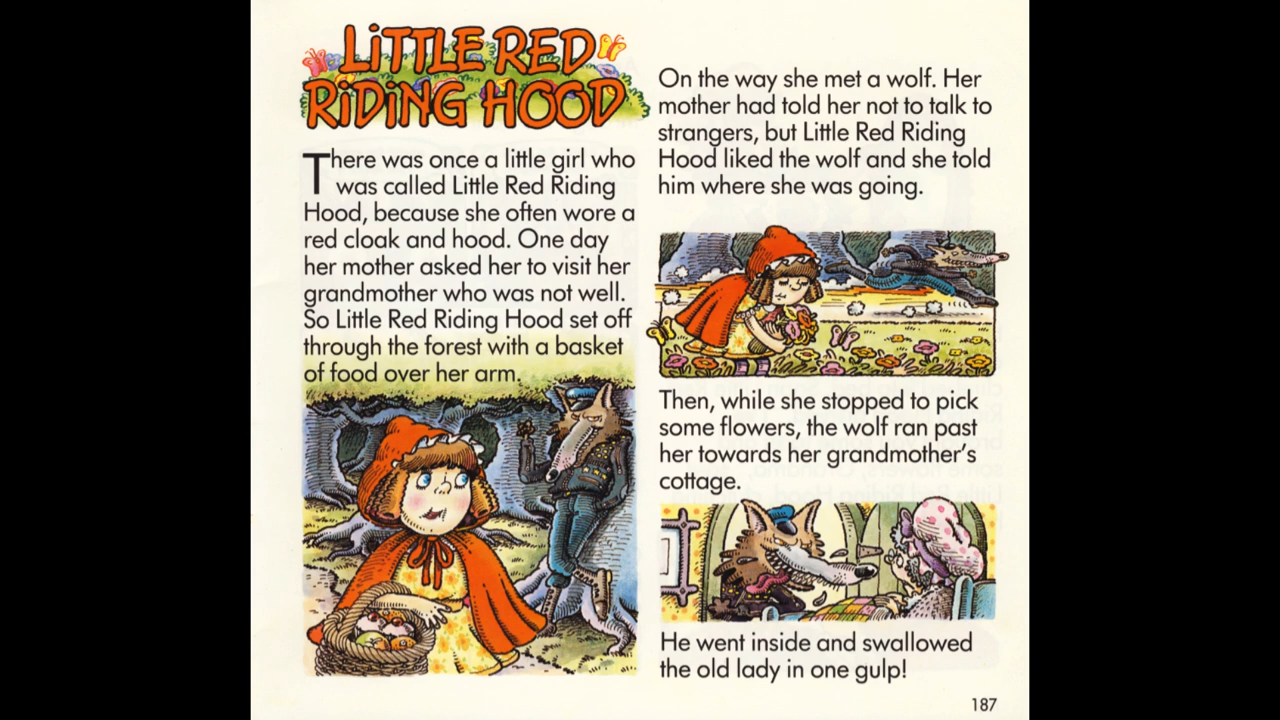 LiTTLE RED
RiDiNG HOOD
There was once a little girl who
was called Little Red Riding
Hood, because she often wore a
red cloak and hood. One day
her mother asked her to visit her
grandmother who was not well.
So Little Red Riding Hood set off
through the forest with a basket
of food over her arm.
On the way she met a wolf. Her
mother had told her not to talk to
strangers, but Little Red Riding
Hood liked the wolf and she told
him where she was going.
Then, while she stopped to pick
some flowers, the wolf ran past
her towards her grandmother's
cottage.
He went inside and swallowed
the old lady in one gulp!
187